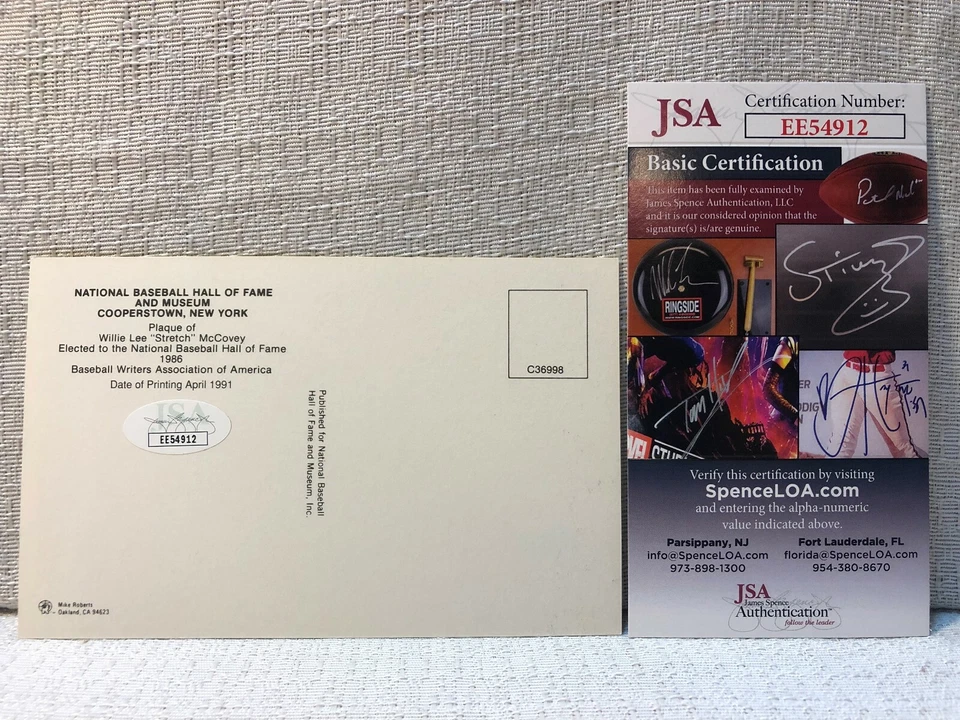 NATIONAL BASEBALL HALL OF FAME
AND MUSEUM
COOPERSTOWN, NEW YORK
Plaque of
Willie Lee "Stretch" McCovey
Elected to the National Baseball Hall of Fame
1986
Baseball Writers Association of America
Date of Printing April 1991
JSA
EE54912
Published for National Baseball
Hall of Fame and Museum, Inc.
C36998
Mike Roberts
Oakland, CA 94623
JSA
Certification Number:
EE54912
Basic Certification
This item has been fully examined by
James Spence Authentication, LLC
and it is our considered opinion that the
signature(s) is/are genuine.
RINGSIDE
Verify this certification by visiting
SpenceLOA.com
and entering the alpha-numeric
value indicated above.
Parsippany, NJ
info@SpenceLOA.com
973-898-1300
Fort Lauderdale, FL
florida@SpenceLOA.com
954-380-8670
JSA
James Spence
Authentication
follow the leader